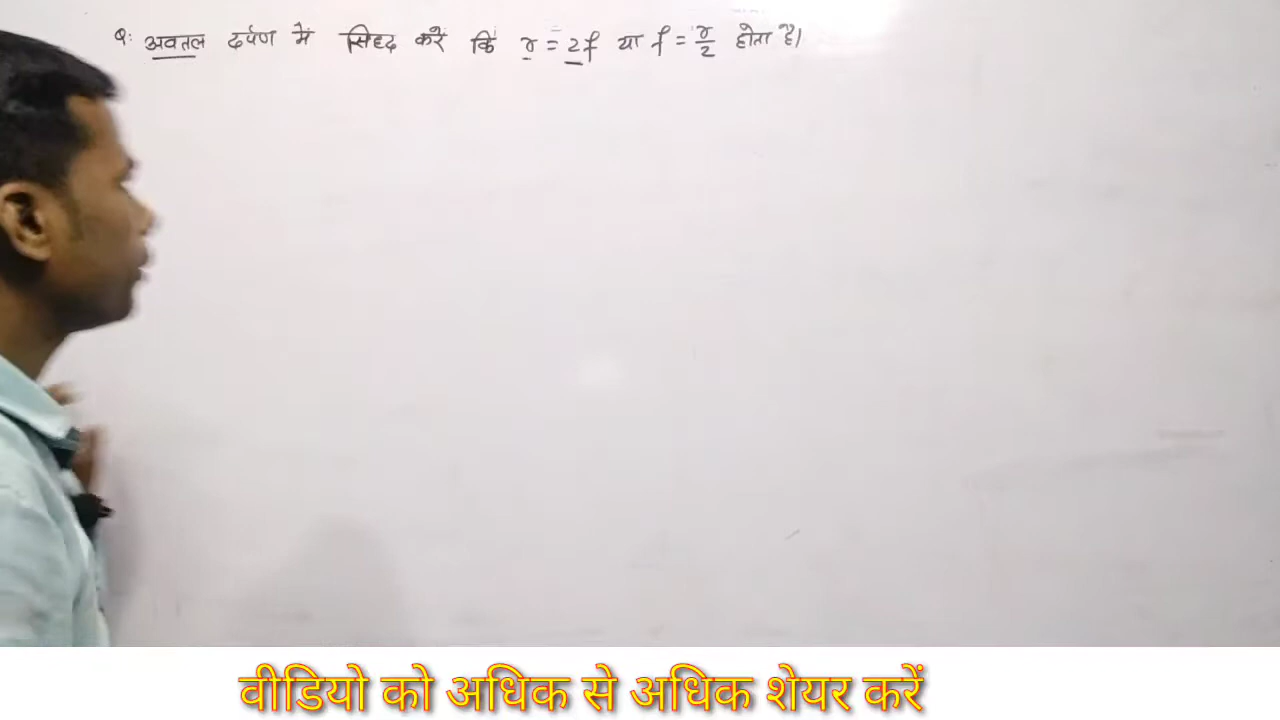 Q: अवतल दर्पण में सिद्ध करें कि r = 2f या f = r/2 होता है।
वीडियो को अधिक से अधिक शेयर करें